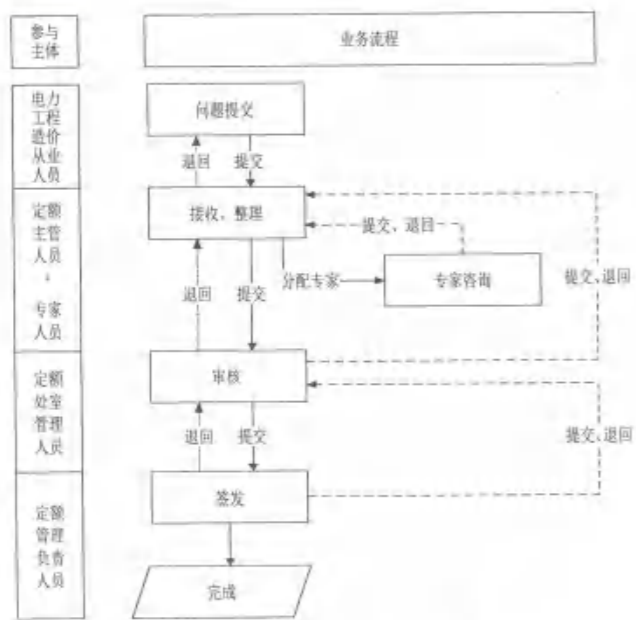 参与
主体
业务流程
电力
工程
造价
从业
人员
问题提交
退回
提交
定额
主管
人员
专家
人员
接收、整理
提交、退回
分配专家
专家咨询
提交、退回
退回
提交
定额
处室
管理
人员
审核
退回
提交
提交、退回
定额
管理
负责
人员
签发
完成